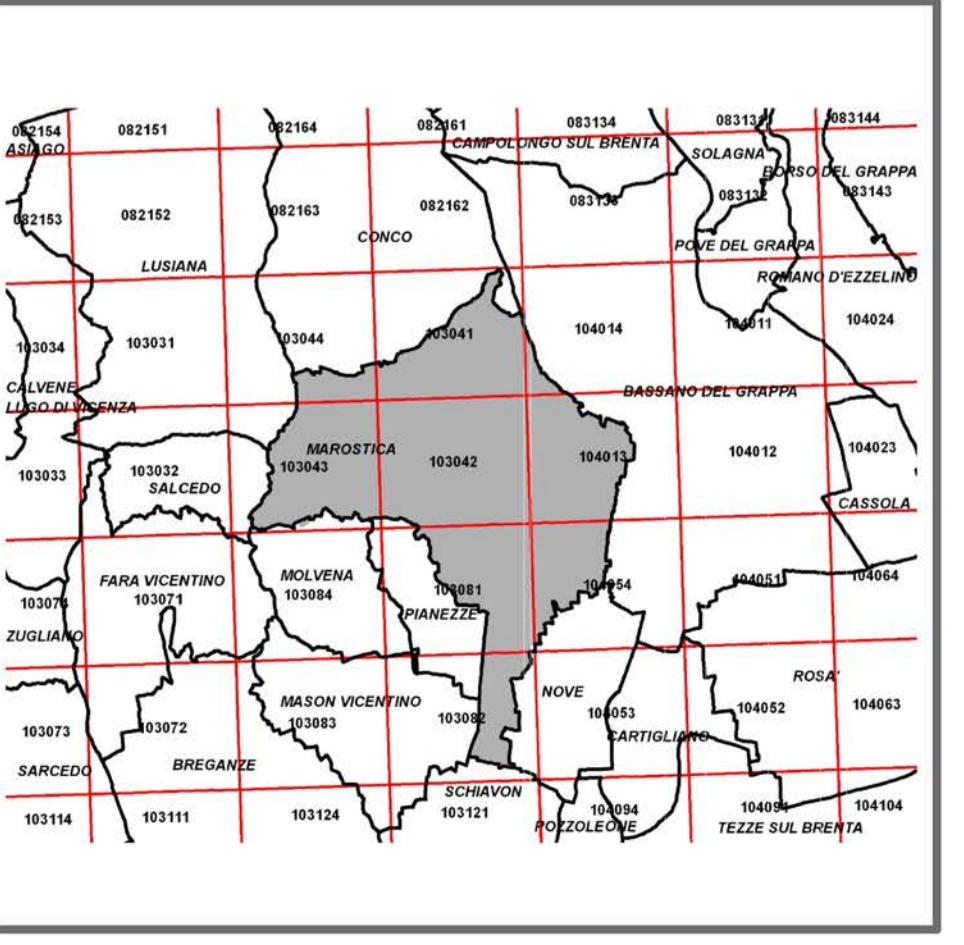 082154
082151
082164
082161
083134
083131
083144
ASIAGO
CAMPOLONGO SUL BRENTA
SOLAGNA
BORSO DEL GRAPPA
082153
082152
082163
082162
083133
083132
083143
CONCO
POVE DEL GRAPPA
LUSIANA
ROMANO D'EZZELINO
103034
103031
103044
103041
104014
104011
104024
CALVENE
BASSANO DEL GRAPPA
LUGO DI VICENZA
MAROSTICA
103033
103032
103043
103042
104013
104012
104023
SALCEDO
CASSOLA
FARA VICENTINO
MOLVENA
103074
103071
103084
103081
104054
104051
104064
PIANEZZE
ZUGLIANO
ROSA'
MASON VICENTINO
NOVE
103073
103072
103083
103082
104053
104052
104063
CARTIGLIANO
SARCEDO
BREGANZE
SCHIAVON
103114
103111
103124
103121
104094
104091
104104
POZZOLEONE
TEZZE SUL BRENTA